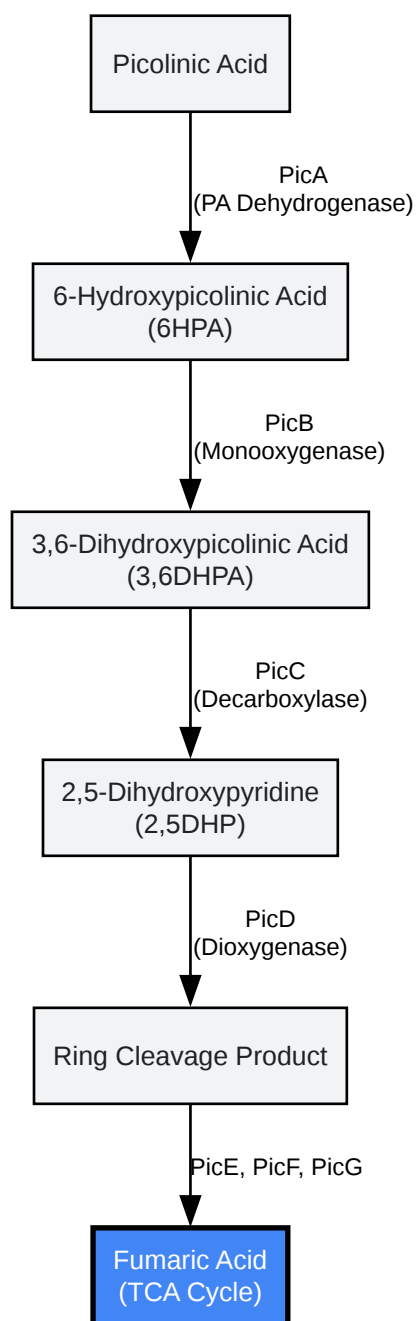 Picolinic Acid
PicA
(PA Dehydrogenase)
6-Hydroxypicolinic Acid
(6HPA)
PicB
(Monooxygenase)
3,6-Dihydroxypicolinic Acid
(3,6DHPA)
PicC
(Decarboxylase)
2,5-Dihydroxypyridine
(2,5DHP)
PicD
(Dioxygenase)
Ring Cleavage Product
PicE, PicF, PicG
Fumaric Acid
(TCA Cycle)